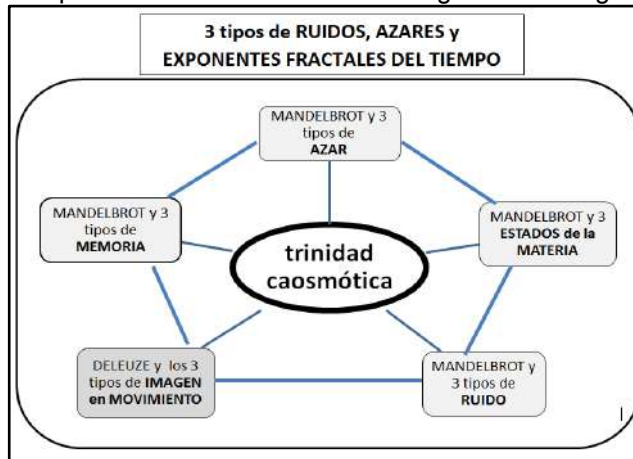 3 tipos de RUIDOS, AZARES y
EXPONENTES FRACTALES DEL TIEMPO
MANDELBROT y 3
tipos de
AZAR
MANDELBROT y 3
tipos de
MEMORIA
MANDELBROT y 3
ESTADOS de la
MATERIA
trinidad
caosmótica
DELEUZE y los 3
tipos de IMAGEN
en MOVIMIENTO
MANDELBROT y
3 tipos de
RUIDO